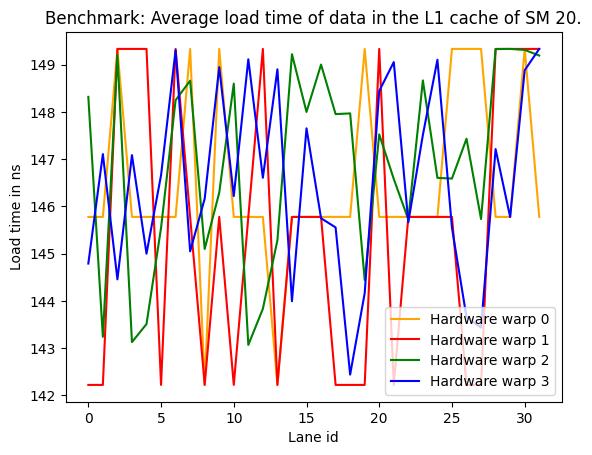 Benchmark: Average load time of data in the L1 cache of SM 20.
Load time in ns
149
148
147
146
145
144
143
142
Hardware warp 0
Hardware warp 1
Hardware warp 2
Hardware warp 3
0 5 10 15 20 25 30
Lane id